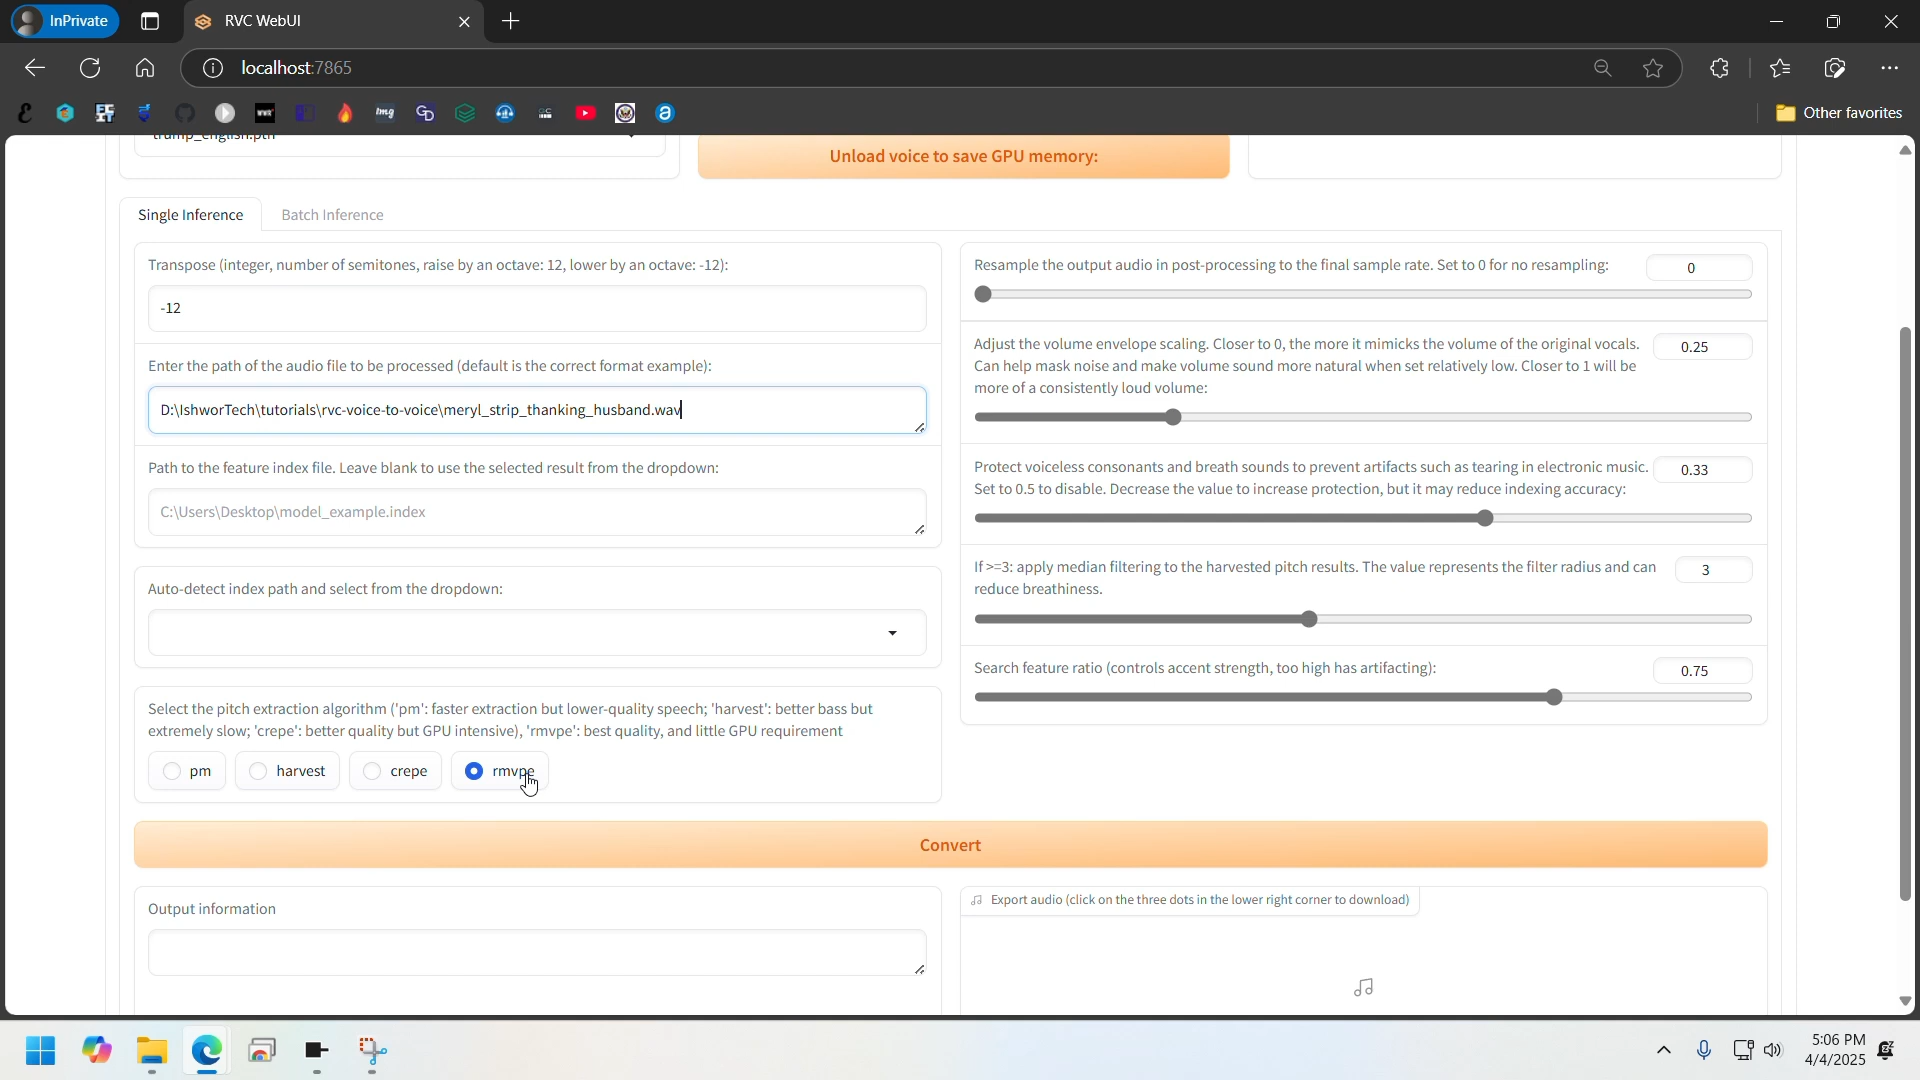 InPrivate
RVC WebUI
localhost:7865
Other favorites
trump_english.pth
Unload voice to save GPU memory:
Single Inference
Batch Inference
Transpose (integer, number of semitones, raise by an octave: 12, lower by an octave: -12):
-12
Enter the path of the audio file to be processed (default is the correct format example):
D:\IshworTech\tutorials\rvc-voice-to-voice\meryl_strip_thanking_husband.wav
Path to the feature index file. Leave blank to use the selected result from the dropdown:
C:\Users\Desktop\model_example.index
Auto-detect index path and select from the dropdown:
Select the pitch extraction algorithm ('pm': faster extraction but lower-quality speech; 'harvest': better bass but
extremely slow; 'crepe': better quality but GPU intensive), 'rmvpe': best quality, and little GPU requirement
pm
harvest
crepe
rmvpe
Resample the output audio in post-processing to the final sample rate. Set to 0 for no resampling:
0
Adjust the volume envelope scaling. Closer to 0, the more it mimicks the volume of the original vocals.
Can help mask noise and make volume sound more natural when set relatively low. Closer to 1 will be
more of a consistently loud volume:
0.25
Protect voiceless consonants and breath sounds to prevent artifacts such as tearing in electronic music.
Set to 0.5 to disable. Decrease the value to increase protection, but it may reduce indexing accuracy:
0.33
If >=3: apply median filtering to the harvested pitch results. The value represents the filter radius and can
reduce breathiness.
3
Search feature ratio (controls accent strength, too high has artifacting):
0.75
Convert
Output information
Export audio (click on the three dots in the lower right corner to download)
5:06 PM
4/4/2025